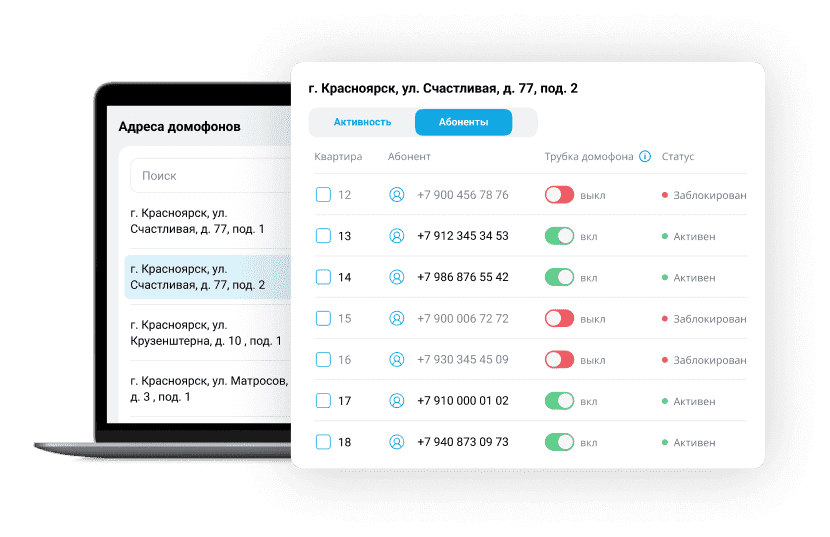 Адреса домофонов
Поиск
г. Красноярск, ул.
Счастливая, д. 77, под. 1
г. Красноярск, ул.
Счастливая, д. 77, под. 2
г. Красноярск, ул.
Крузенштерна, д. 10 , под. 1
г. Красноярск, ул. Матросов,
д. 3 , под. 1
г. Красноярск, ул. Счастливая, д. 77, под. 2
Активность Абоненты
Квартира Абонент Трубка домофона i Статус
12 +7 900 456 78 76 выкл Заблокирован
13 +7 912 345 34 53 вкл Активен
14 +7 986 876 55 42 вкл Активен
15 +7 900 006 72 72 выкл Заблокирован
16 +7 930 345 45 09 выкл Заблокирован
17 +7 910 000 01 02 вкл Активен
18 +7 940 873 09 73 вкл Активен